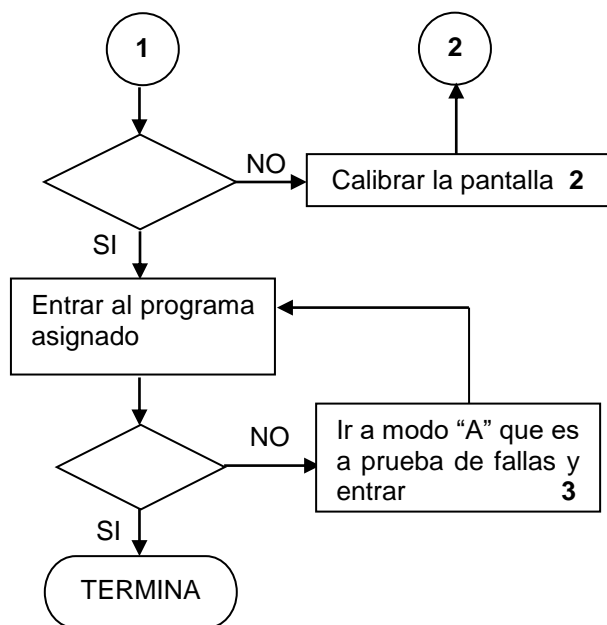 1
2
NO
Calibrar la pantalla 2
SI
Entrar al programa
asignado
NO
Ir a modo “A” que es
a prueba de fallas y
entrar 3
SI
TERMINA